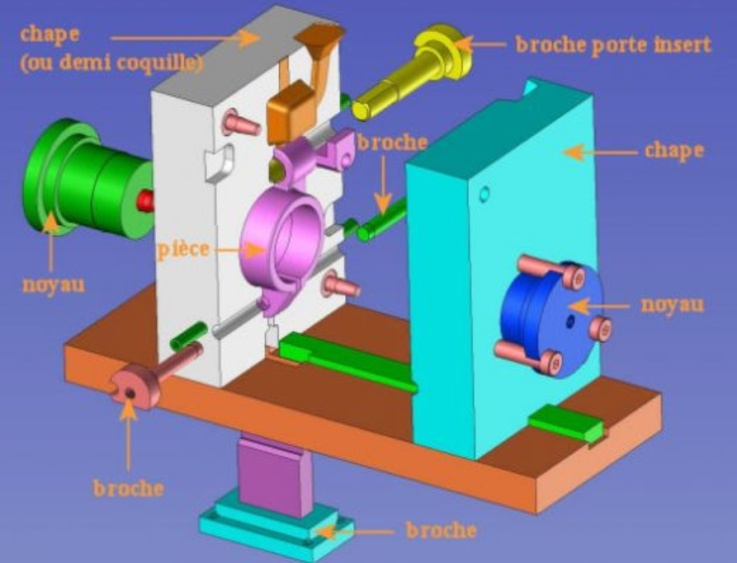 chape
(ou demi coquille)
broche porte insert
broche
chape
pièce
noyau
noyau
broche
broche